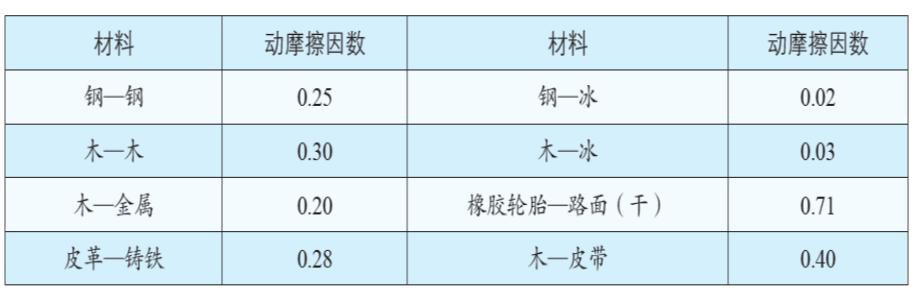 材料 动摩擦因数 材料 动摩擦因数
钢—钢 0.25 钢—冰 0.02
木—木 0.30 木—冰 0.03
木—金属 0.20 橡胶轮胎—路面（干） 0.71
皮革—铸铁 0.28 木—皮带 0.40